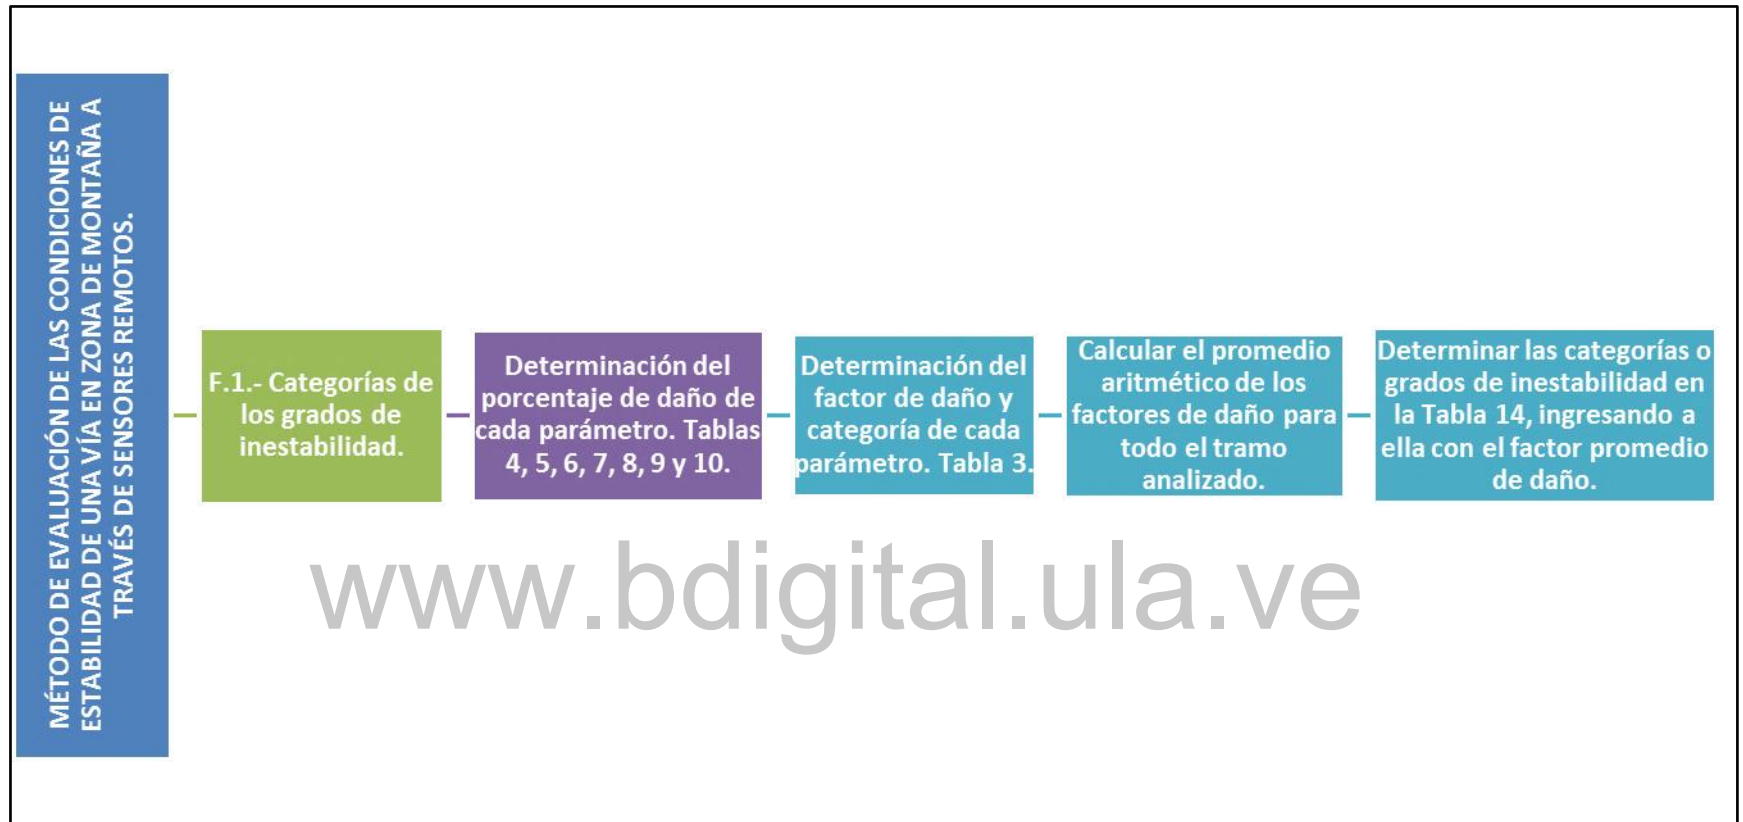 MÉTODO DE EVALUACIÓN DE LAS CONDICIONES DE
ESTABILIDAD DE UNA VÍA EN ZONA DE MONTAÑA A
TRAVÉS DE SENSORES REMOTOS.
F.1.- Categorías de
los grados de
inestabilidad.
Determinación del
porcentaje de daño de
cada parámetro. Tablas
4, 5, 6, 7, 8, 9 y 10.
Determinación del
factor de daño y
categoría de cada
parámetro. Tabla 3.
Calcular el promedio
aritmético de los
factores de daño para
todo el tramo
analizado.
Determinar las categorías o
grados de inestabilidad en
la Tabla 14, ingresando a
ella con el factor promedio
de daño.
www.bdigital.ula.ve